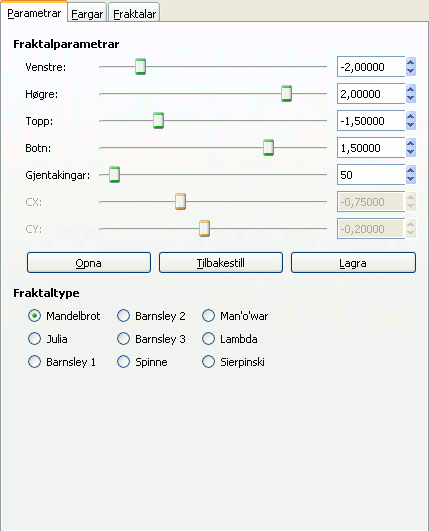 Parametrar Fargar Fraktalar
Fraktalparametrar
Venstre: -2,00000
Høgre: 2,00000
Topp: -1,50000
Botn: 1,50000
Gjentakingar: 50
CX: -0,75000
CY: -0,20000
Opna Tilbakestill Lagra
Fraktaltype
Mandelbrot Barnsley 2 Man'o'war
Julia Barnsley 3 Lambda
Barnsley 1 Spinne Sierpinski